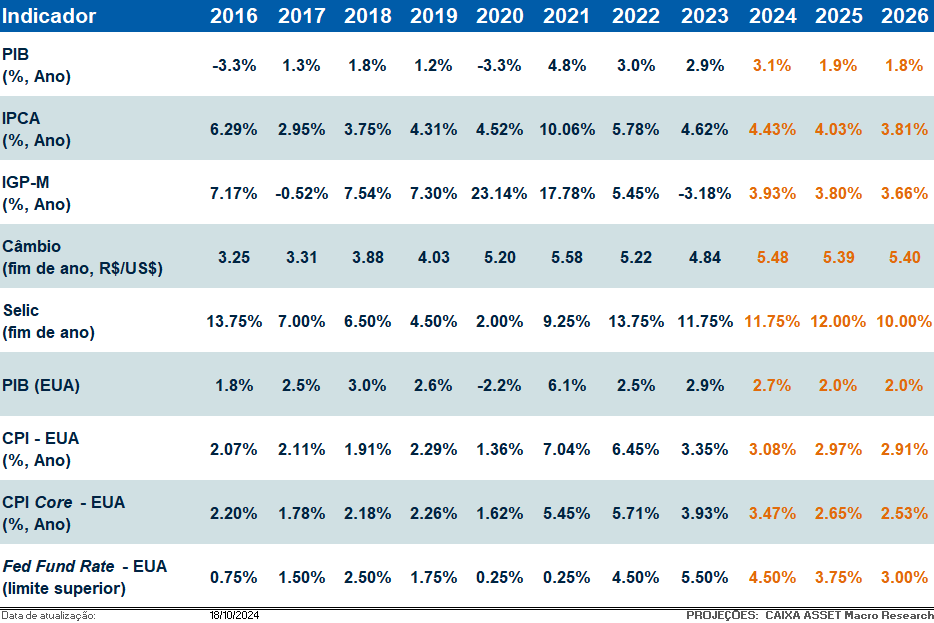 Indicador 2016 2017 2018 2019 2020 2021 2022 2023 2024 2025 2026
PIB
(%, Ano) -3.3% 1.3% 1.8% 1.2% -3.3% 4.8% 3.0% 2.9% 3.1% 1.9% 1.8%
IPCA
(%, Ano) 6.29% 2.95% 3.75% 4.31% 4.52% 10.06% 5.78% 4.62% 4.43% 4.03% 3.81%
IGP-M
(%, Ano) 7.17% -0.52% 7.54% 7.30% 23.14% 17.78% 5.45% -3.18% 3.93% 3.80% 3.66%
Câmbio
(fim de ano, R$/US$) 3.25 3.31 3.88 4.03 5.20 5.58 5.22 4.84 5.48 5.39 5.40
Selic
(fim de ano) 13.75% 7.00% 6.50% 4.50% 2.00% 9.25% 13.75% 11.75% 11.75% 12.00% 10.00%
PIB (EUA) 1.8% 2.5% 3.0% 2.6% -2.2% 6.1% 2.5% 2.9% 2.7% 2.0% 2.0%
CPI - EUA
(%, Ano) 2.07% 2.11% 1.91% 2.29% 1.36% 7.04% 6.45% 3.35% 3.08% 2.97% 2.91%
CPI Core - EUA
(%, Ano) 2.20% 1.78% 2.18% 2.26% 1.62% 5.45% 5.71% 3.93% 3.47% 2.65% 2.53%
Fed Fund Rate - EUA
(limite superior) 0.75% 1.50% 2.50% 1.75% 0.25% 0.25% 4.50% 5.50% 4.50% 3.75% 3.00%
Data de atualização: 18/10/2024 PROJEÇÕES: CAIXA ASSET Macro Research